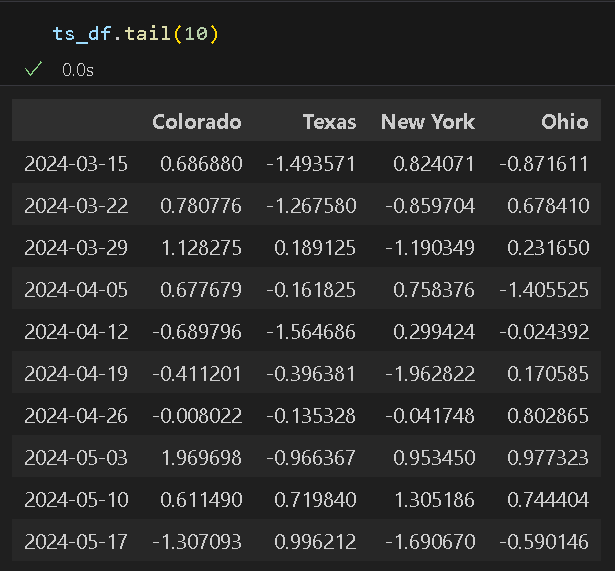 ts_df.tail(10)
0.0s
Colorado Texas New York Ohio
2024-03-15 0.686880 -1.493571 0.824071 -0.871611
2024-03-22 0.780776 -1.267580 -0.859704 0.678410
2024-03-29 1.128275 0.189125 -1.190349 0.231650
2024-04-05 0.677679 -0.161825 0.758376 -1.405525
2024-04-12 -0.689796 -1.564686 0.299424 -0.024392
2024-04-19 -0.411201 -0.396381 -1.962822 0.170585
2024-04-26 -0.008022 -0.135328 -0.041748 0.802865
2024-05-03 1.969698 -0.966367 0.953450 0.977323
2024-05-10 0.611490 0.719840 1.305186 0.744404
2024-05-17 -1.307093 0.996212 -1.690670 -0.590146